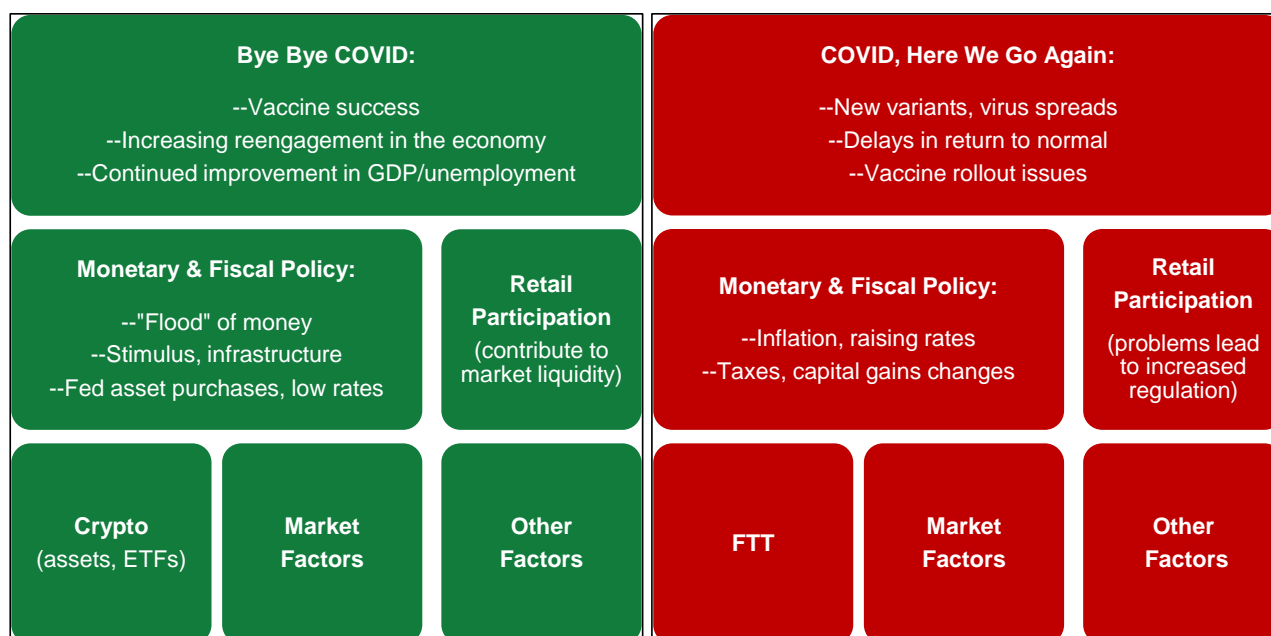 Bye Bye COVID:
--Vaccine success
--Increasing reengagement in the economy
--Continued improvement in GDP/unemployment
COVID, Here We Go Again:
--New variants, virus spreads
--Delays in return to normal
--Vaccine rollout issues
Monetary & Fiscal Policy:
--"Flood" of money
--Stimulus, infrastructure
--Fed asset purchases, low rates
Retail
Participation
(contribute to
market liquidity)
Monetary & Fiscal Policy:
--Inflation, raising rates
--Taxes, capital gains changes
Retail
Participation
(problems lead
to increased
regulation)
Crypto
(assets, ETFs)
Market
Factors
Other
Factors
FTT
Market
Factors
Other
Factors